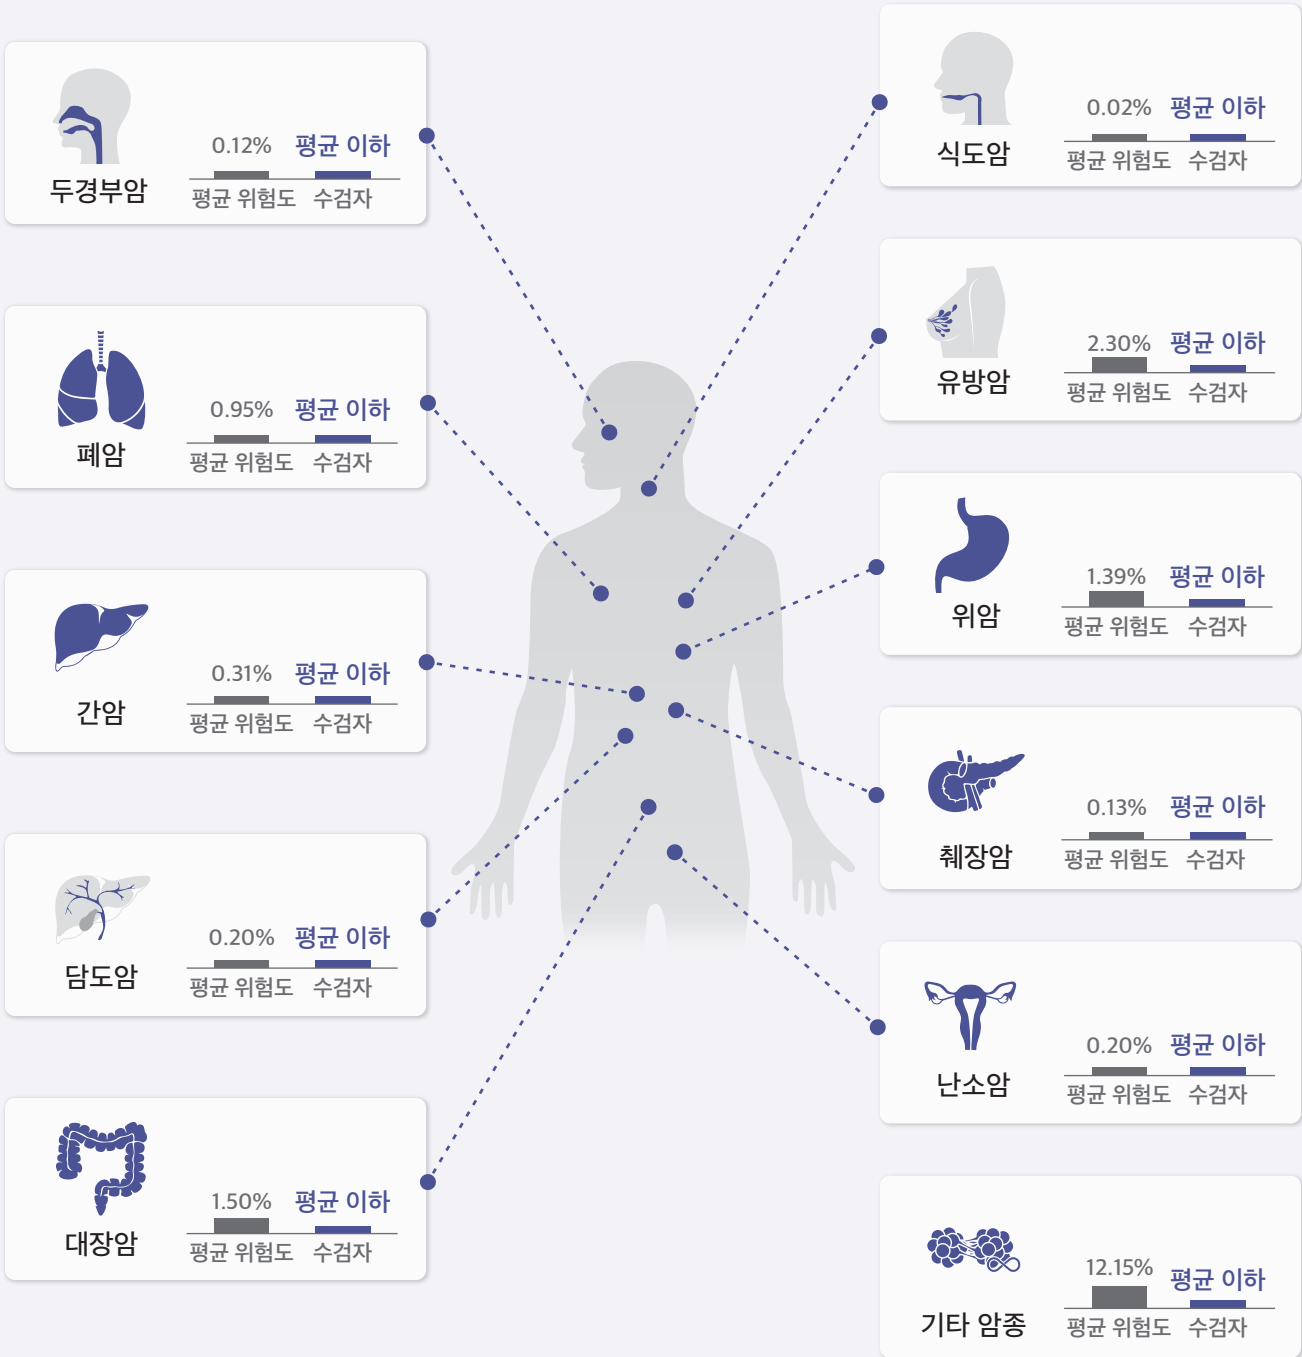 0.12% 평균 이하
두경부암
평균 위험도 수검자
0.95% 평균 이하
폐암
평균 위험도 수검자
0.31% 평균 이하
간암
평균 위험도 수검자
0.20% 평균 이하
담도암
평균 위험도 수검자
1.50% 평균 이하
대장암
평균 위험도 수검자
0.02% 평균 이하
식도암
평균 위험도 수검자
2.30% 평균 이하
유방암
평균 위험도 수검자
1.39% 평균 이하
위암
평균 위험도 수검자
0.13% 평균 이하
췌장암
평균 위험도 수검자
0.20% 평균 이하
난소암
평균 위험도 수검자
12.15% 평균 이하
기타 암종
평균 위험도 수검자